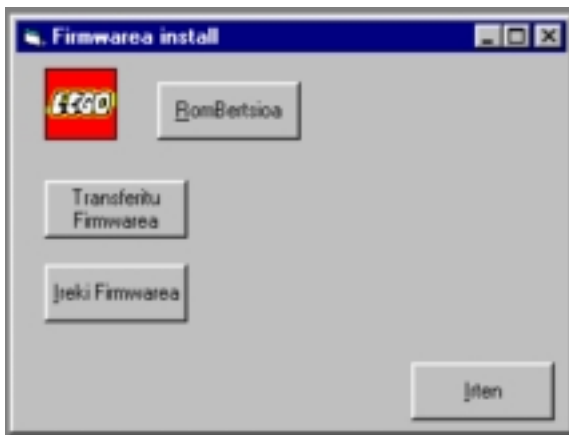 Firmwarea install
LEGO
RomBertsioa
Transferitu
Firmwarea
Ireki Firmwarea
Irten